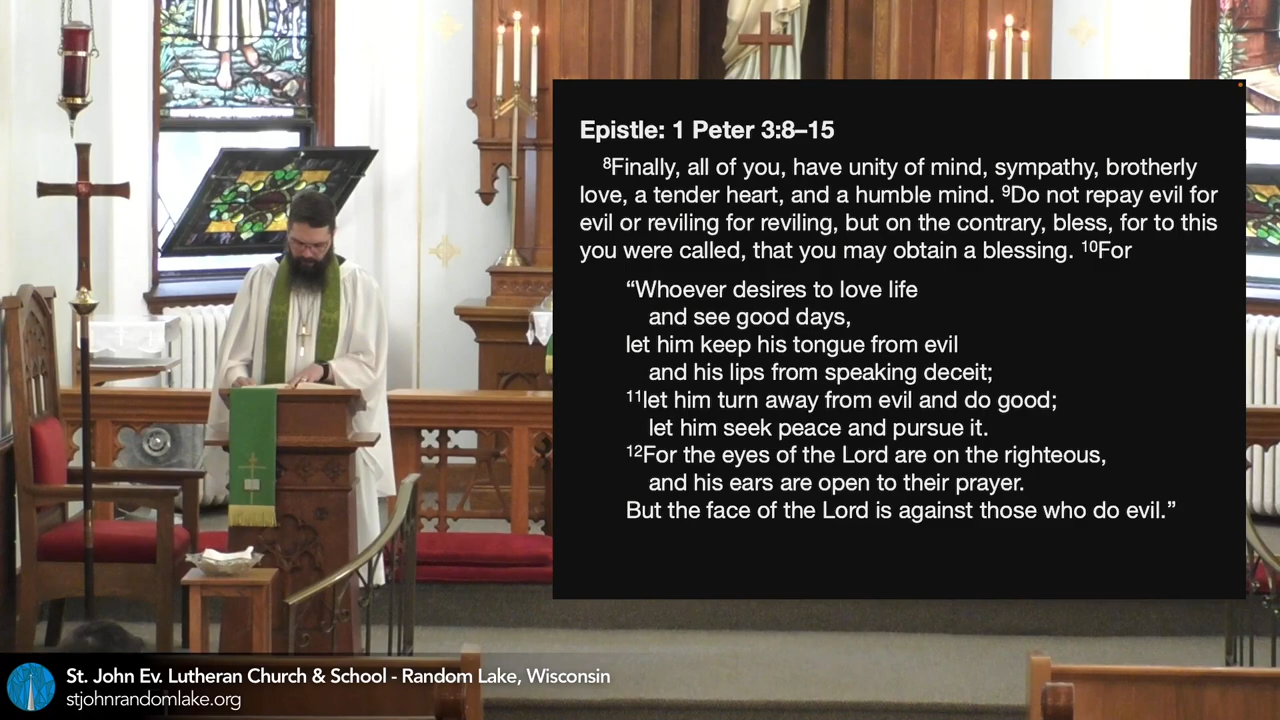 Epistle: 1 Peter 3:8–15
⁸Finally, all of you, have unity of mind, sympathy, brotherly
love, a tender heart, and a humble mind. ⁹Do not repay evil for
evil or reviling for reviling, but on the contrary, bless, for to this
you were called, that you may obtain a blessing. ¹⁰For
“Whoever desires to love life
and see good days,
let him keep his tongue from evil
and his lips from speaking deceit;
¹¹let him turn away from evil and do good;
let him seek peace and pursue it.
¹²For the eyes of the Lord are on the righteous,
and his ears are open to their prayer.
But the face of the Lord is against those who do evil.”
St. John Ev. Lutheran Church & School - Random Lake, Wisconsin
stjohnrandomlake.org